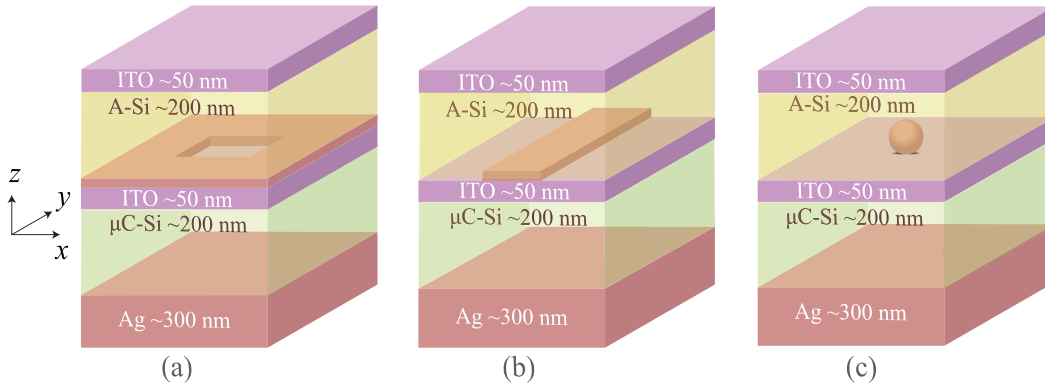 ITO ~50 nm
A-Si ~200 nm
ITO ~50 nm
μC-Si ~200 nm
Ag ~300 nm
(a)
z
y
x
ITO ~50 nm
A-Si ~200 nm
ITO ~50 nm
μC-Si ~200 nm
Ag ~300 nm
(b)
ITO ~50 nm
A-Si ~200 nm
ITO ~50 nm
μC-Si ~200 nm
Ag ~300 nm
(c)